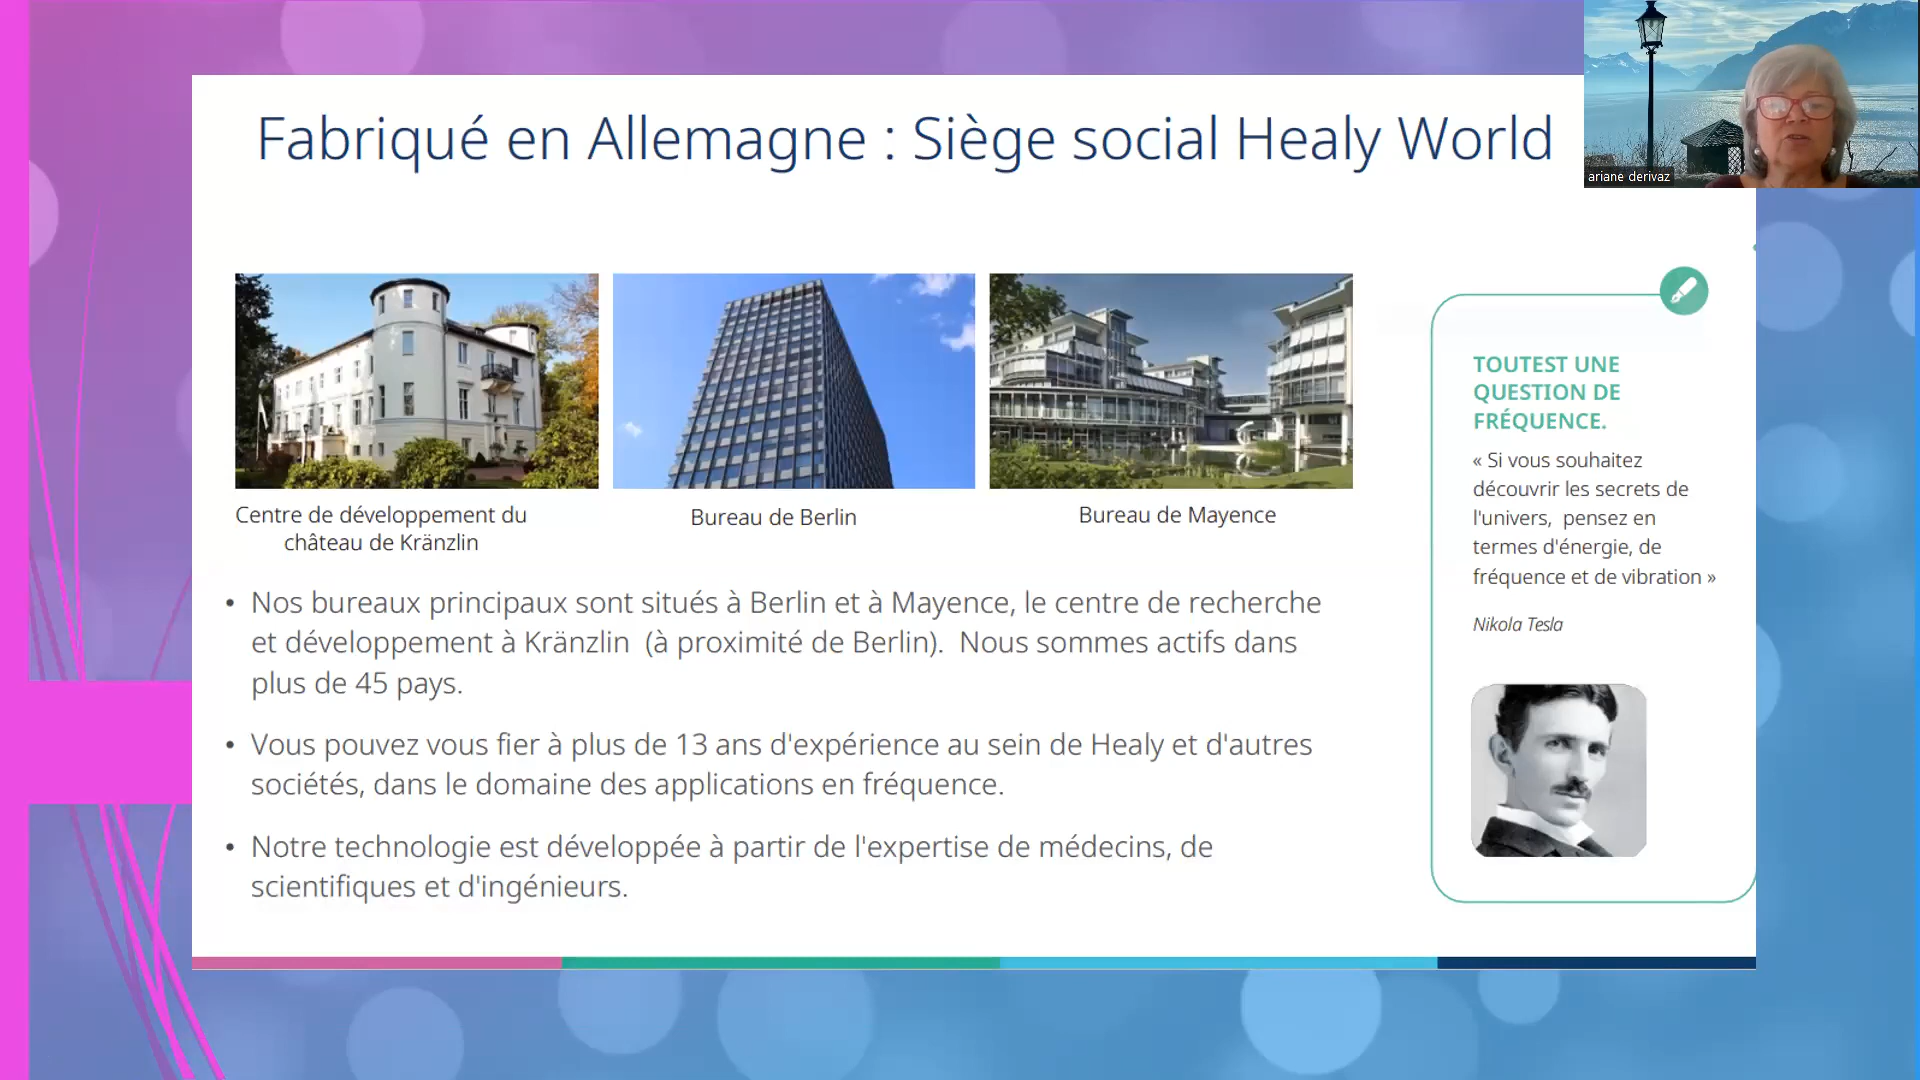 Fabriqué en Allemagne : Siège social Healy World
ariane derivaz
Centre de développement du
château de Kränzlin
Bureau de Berlin
Bureau de Mayence
• Nos bureaux principaux sont situés à Berlin et à Mayence, le centre de recherche
et développement à Kränzlin (à proximité de Berlin). Nous sommes actifs dans
plus de 45 pays.
• Vous pouvez vous fier à plus de 13 ans d'expérience au sein de Healy et d'autres
sociétés, dans le domaine des applications en fréquence.
• Notre technologie est développée à partir de l'expertise de médecins, de
scientifiques et d'ingénieurs.
TOUTEST UNE
QUESTION DE
FRÉQUENCE.
« Si vous souhaitez
découvrir les secrets de
l'univers, pensez en
termes d'énergie, de
fréquence et de vibration »
Nikola Tesla